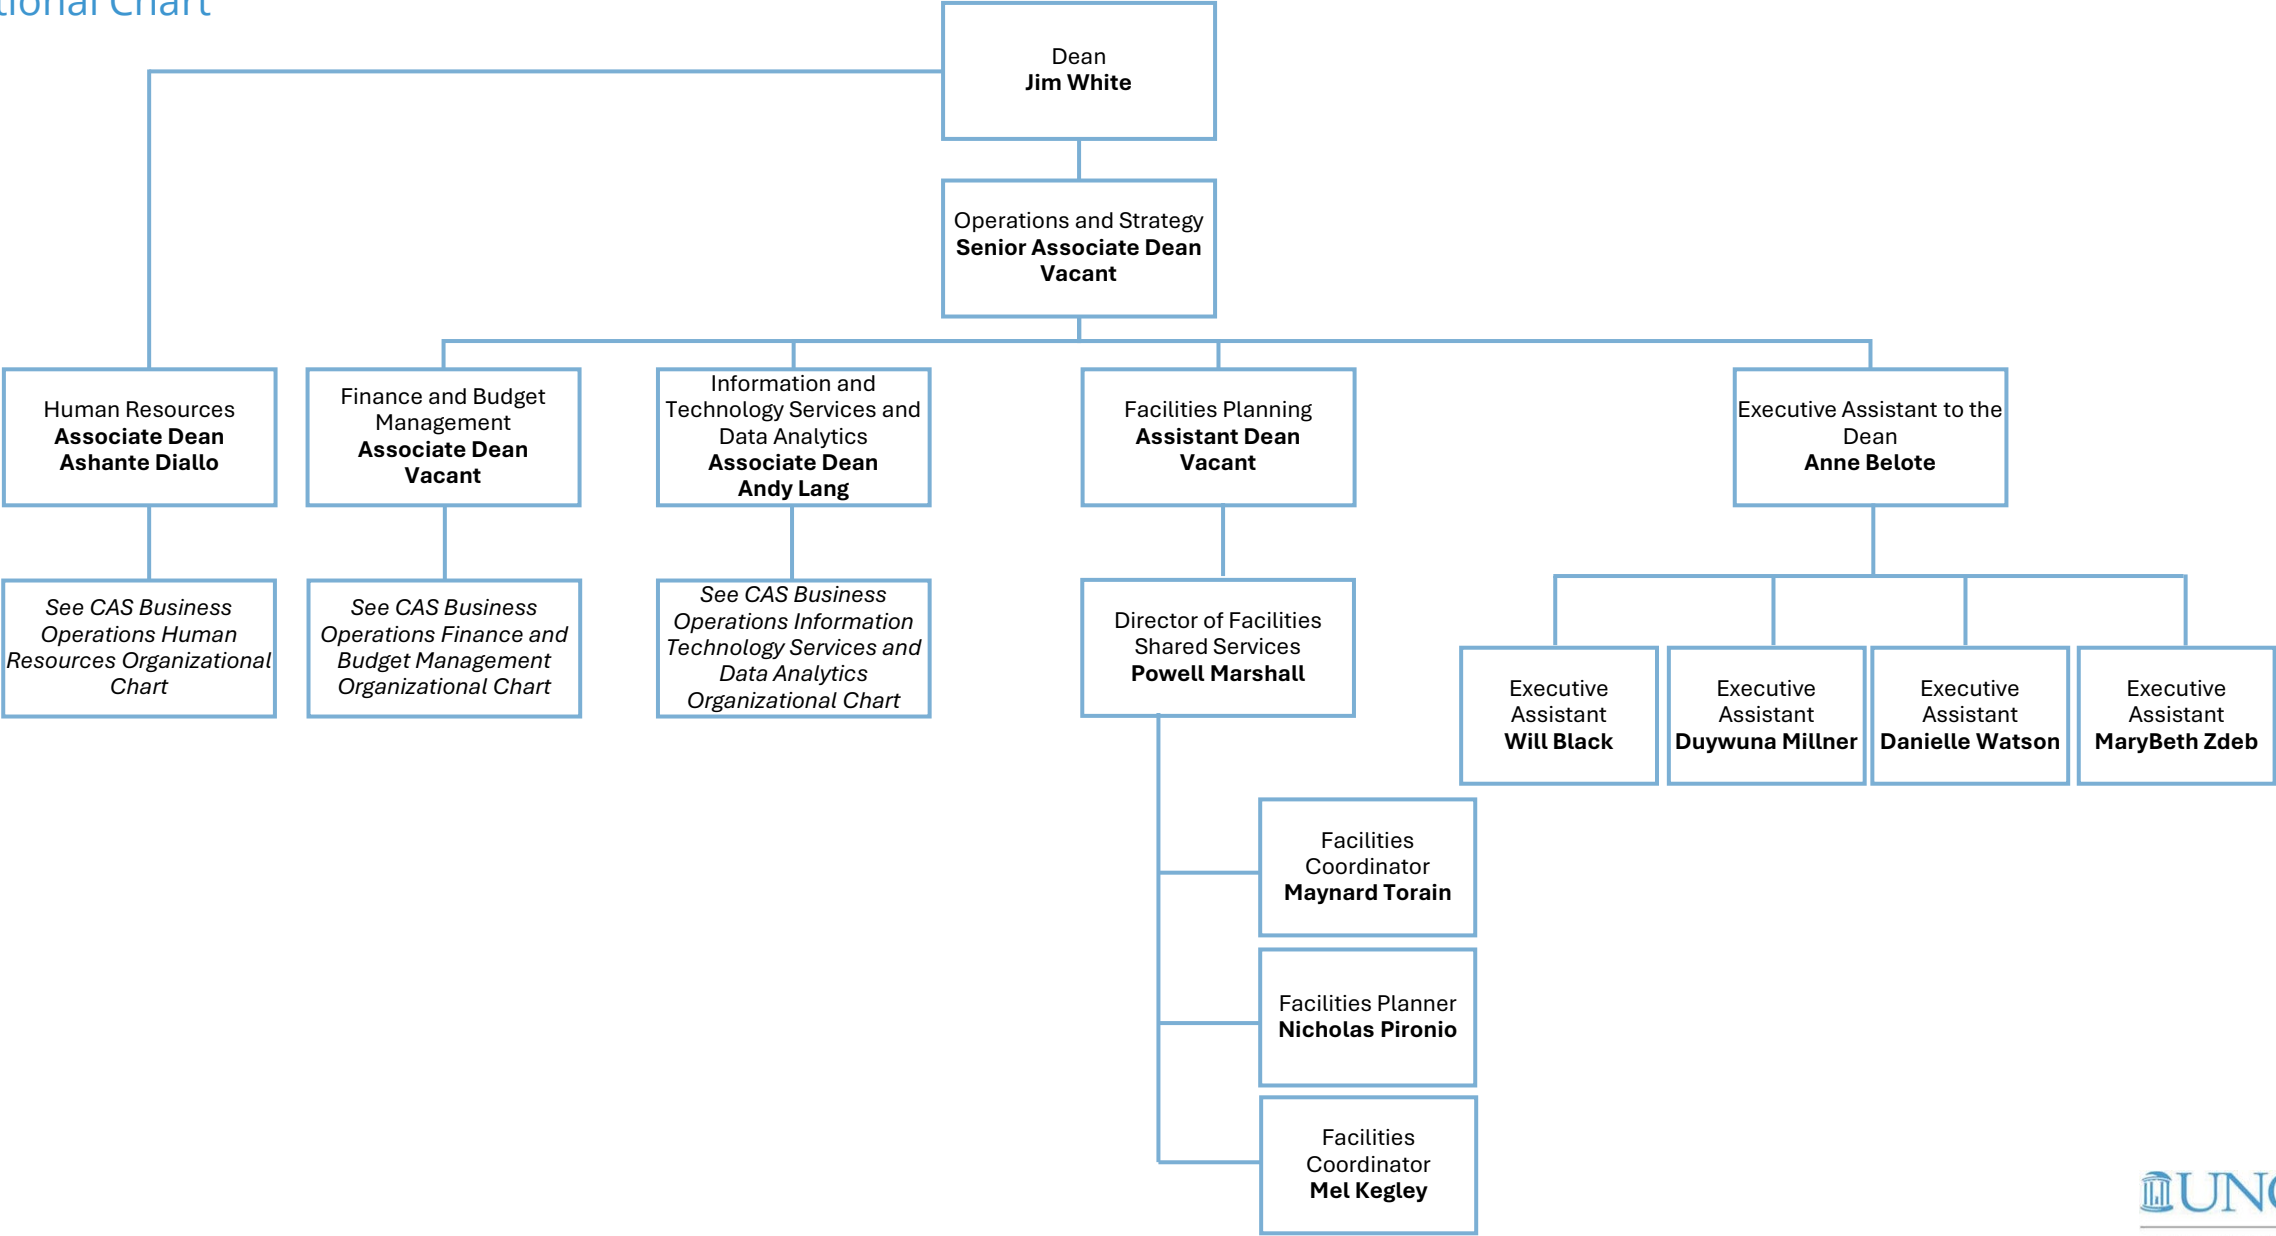 Chart
Dean
Jim White
Operations and Strategy
Senior Associate Dean
Vacant
Human Resources
Associate Dean
Ashante Diallo
Finance and Budget
Management
Associate Dean
Vacant
Information and
Technology Services and
Data Analytics
Associate Dean
Andy Lang
Facilities Planning
Assistant Dean
Vacant
Executive Assistant to the
Dean
Anne Belote
See CAS Business
Operations Human
Resources Organizational
Chart
See CAS Business
Operations Finance and
Budget Management
Organizational Chart
See CAS Business
Operations Information
Technology Services and
Data Analytics
Organizational Chart
Director of Facilities
Shared Services
Powell Marshall
Executive
Assistant
Will Black
Executive
Assistant
Duywuna Millner
Executive
Assistant
Danielle Watson
Executive
Assistant
MaryBeth Zdeb
Facilities
Coordinator
Maynard Torain
Facilities Planner
Nicholas Pironio
Facilities
Coordinator
Mel Kegley
UNC